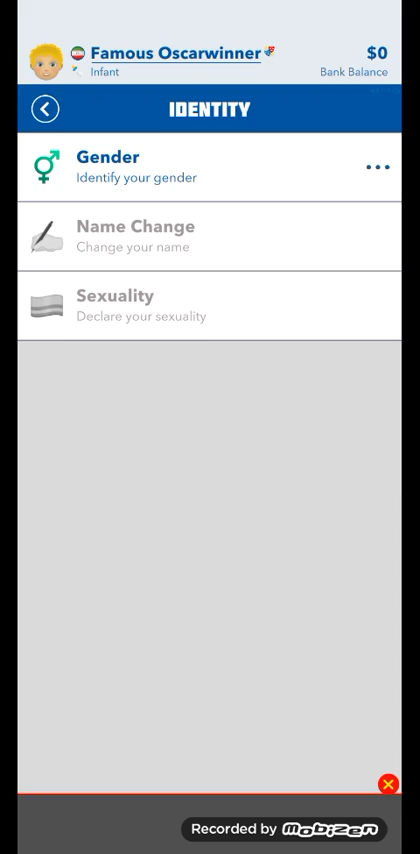 Famous Oscarwinner
$0
Infant
Bank Balance
IDENTITY
Gender
Identify your gender
Name Change
Change your name
Sexuality
Declare your sexuality
Recorded by mobizen